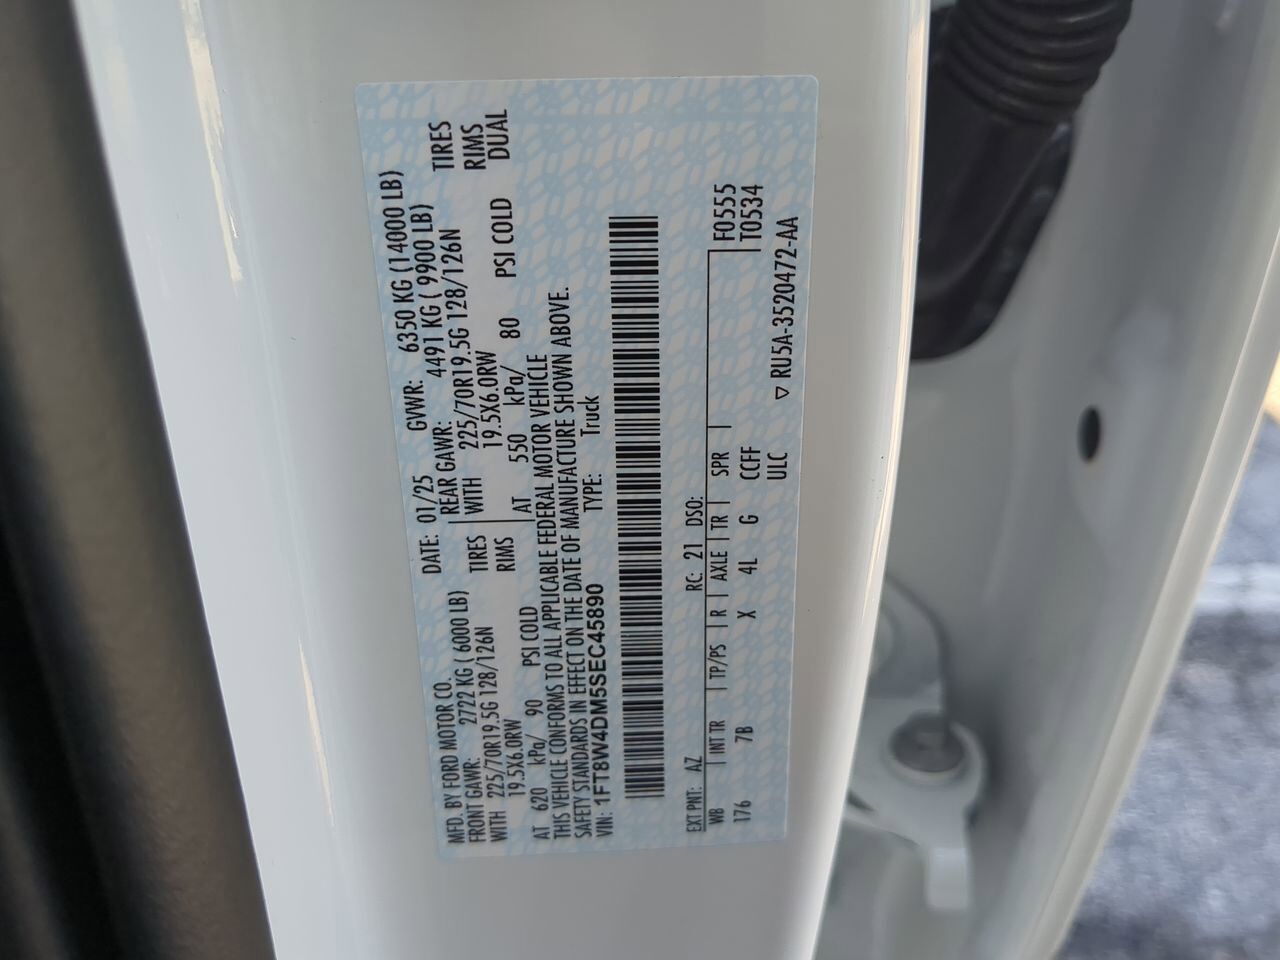 MFD. BY FORD MOTOR CO. DATE: 01/25 GVWR: 6350 KG (14000 LB)
FRONT GAWR: 2722 KG ( 6000 LB) REAR GAWR: 4491 KG ( 9900 LB)
WITH 225/70R19.5G 128/126N TIRES WITH 225/70R19.5G 128/126N TIRES
19.5X6.0RW RIMS 19.5X6.0RW RIMS
AT 620 kPa/ 90 PSI COLD AT 550 kPa/ 80 PSI COLD DUAL
THIS VEHICLE CONFORMS TO ALL APPLICABLE FEDERAL MOTOR VEHICLE
SAFETY STANDARDS IN EFFECT ON THE DATE OF MANUFACTURE SHOWN ABOVE.
VIN: 1FT8W4DM5SEC45890 TYPE: Truck
EXT PNT: AZ RC: 21 DSO: F0555
WB INT TR TP/PS R AXLE TR SPR T0534
176 7B X 4L G CCFF
ULC ▽ RU5A-3520472-AA